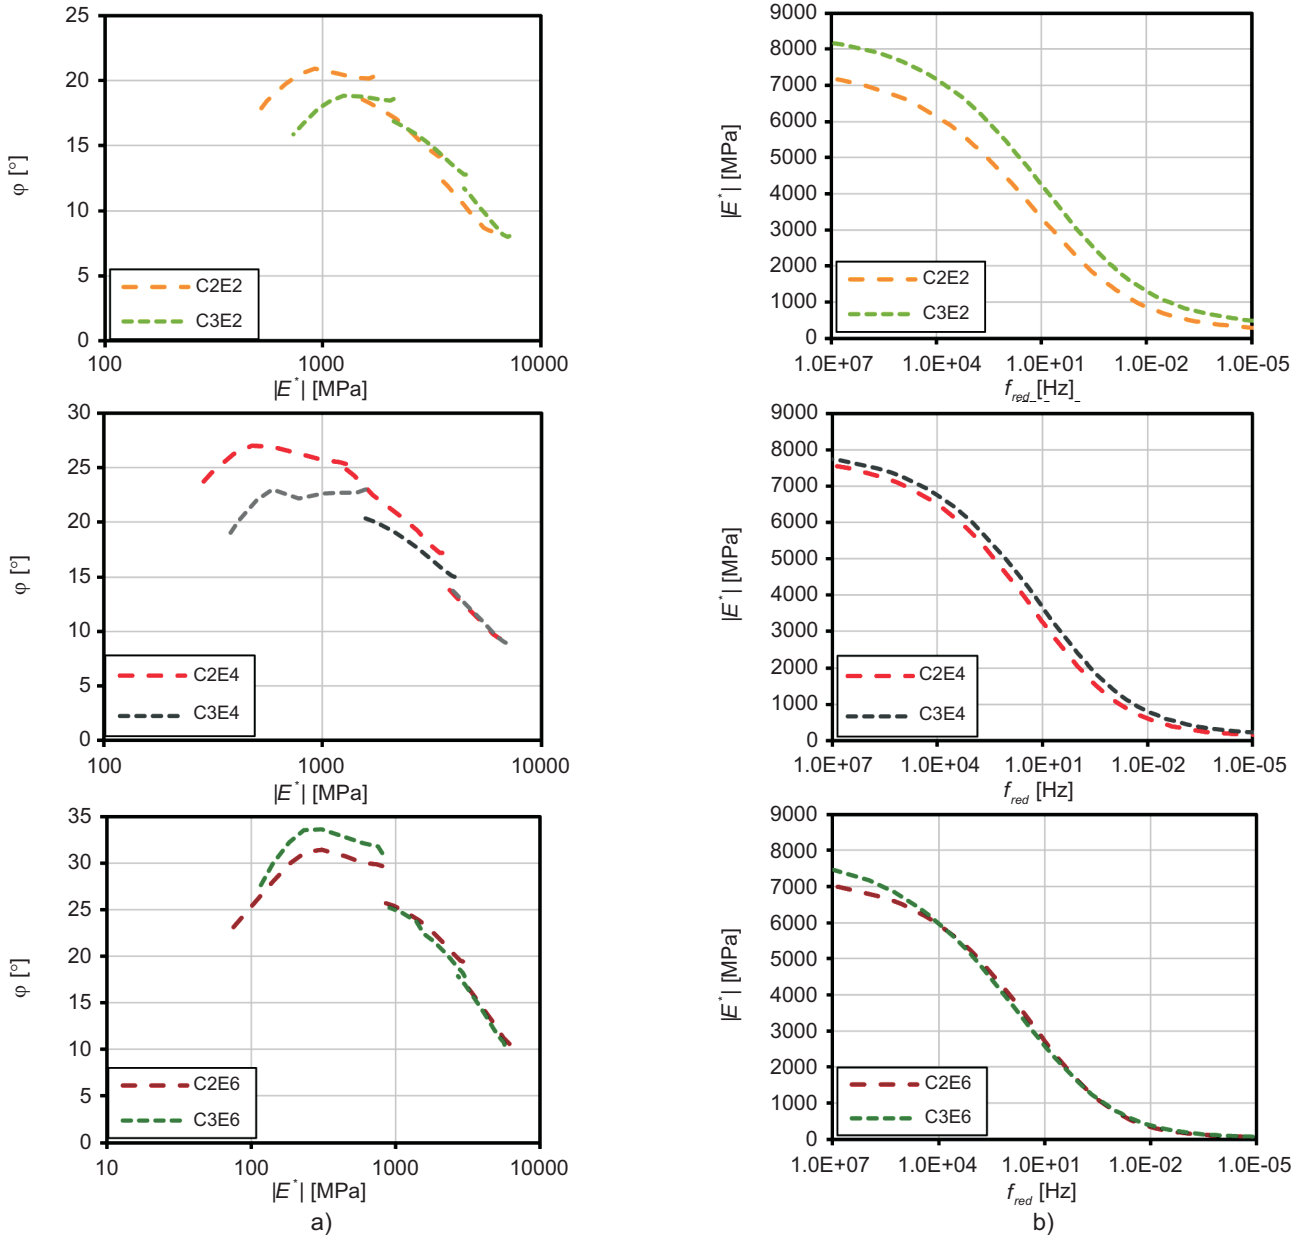 25
20
15
10
5
0
φ [°]
C2E2
C3E2
100
1000
10000
|E*| [MPa]
9000
8000
7000
6000
5000
4000
3000
2000
1000
0
|E*| [MPa]
C2E2
C3E2
1.0E+07
1.0E+04
1.0E+01
1.0E-02
1.0E-05
f_red [Hz]
30
25
20
15
10
5
0
φ [°]
C2E4
C3E4
100
1000
10000
|E*| [MPa]
9000
8000
7000
6000
5000
4000
3000
2000
1000
0
|E*| [MPa]
C2E4
C3E4
1.0E+07
1.0E+04
1.0E+01
1.0E-02
1.0E-05
f_red [Hz]
35
30
25
20
15
10
5
0
φ [°]
C2E6
C3E6
10
100
1000
10000
|E*| [MPa]
a)
9000
8000
7000
6000
5000
4000
3000
2000
1000
0
|E*| [MPa]
C2E6
C3E6
1.0E+07
1.0E+04
1.0E+01
1.0E-02
1.0E-05
f_red [Hz]
b)